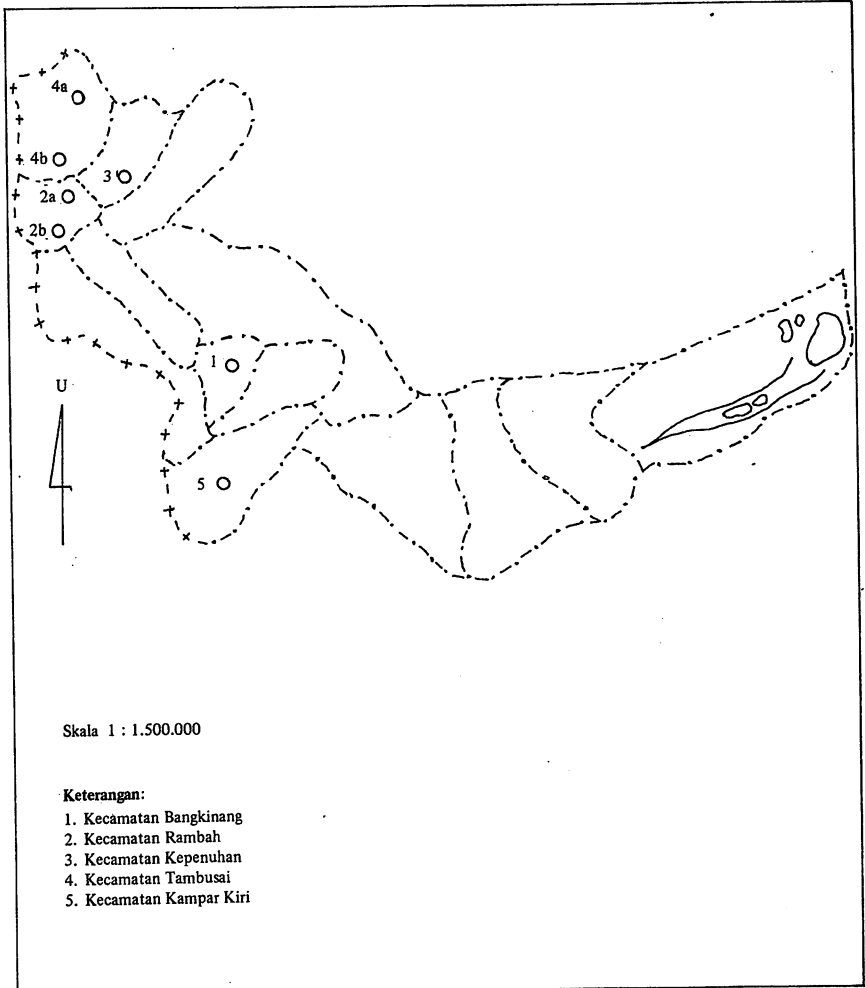 4a
4b
3
2a
2b
1
U
5
Skala 1 : 1.500.000
Keterangan:
1. Kecamatan Bangkinang
2. Kecamatan Rambah
3. Kecamatan Kepenuhan
4. Kecamatan Tambusai
5. Kecamatan Kampar Kiri